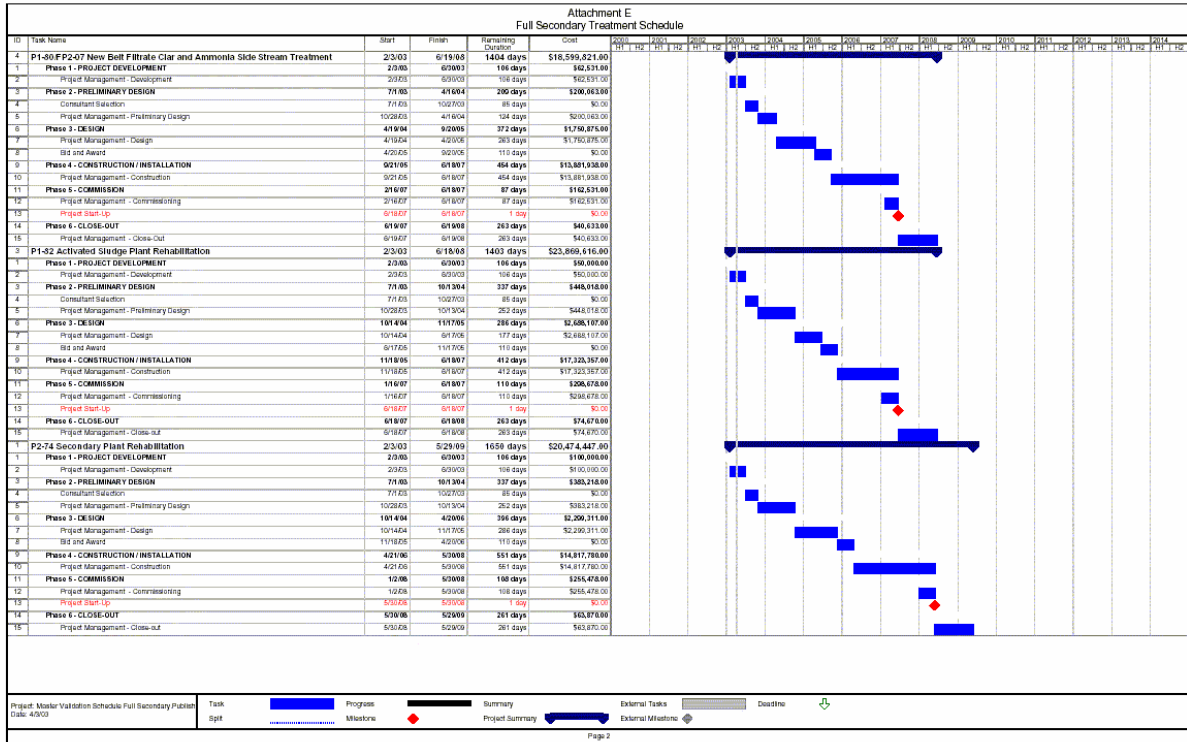 Attachment E
Full Secondary Treatment Schedule
ID Task Name Start Finish Remaining Duration Cost 2000 2001 2002 2003 2004 2005 2006 2007 2008 2009 2010 2011 2012 2013 2014
H1 H2 H1 H2 H1 H2 H1 H2 H1 H2 H1 H2 H1 H2 H1 H2 H1 H2 H1 H2 H1 H2 H1 H2 H1 H2 H1 H2 H1 H2
4 P1-80/FP2-07 New Belt Filtrate Clar and Ammonia Side Stream Treatment 2/3/03 6/19/08 1404 days $18,599,821.00
1 Phase 1 - PROJECT DEVELOPMENT 2/3/03 6/30/03 106 days $62,531.00
2 Project Management - Development 2/3/03 6/30/03 106 days $62,531.00
3 Phase 2 - PRELIMINARY DESIGN 7/1/03 4/16/04 209 days $200,063.00
4 Consultant Selection 7/1/03 10/27/03 85 days $0.00
5 Project Management - Preliminary Design 10/28/03 4/16/04 124 days $200,063.00
6 Phase 3 - DESIGN 4/19/04 9/20/05 372 days $1,750,875.00
7 Project Management - Design 4/19/04 4/20/05 263 days $1,750,875.00
8 Bid and Award 4/20/05 9/20/05 110 days $0.00
9 Phase 4 - CONSTRUCTION / INSTALLATION 9/21/05 6/18/07 454 days $13,881,938.00
10 Project Management - Construction 9/21/05 6/18/07 454 days $13,881,938.00
11 Phase 5 - COMMISSION 2/16/07 6/18/07 87 days $162,531.00
12 Project Management - Commissioning 2/16/07 6/18/07 87 days $162,531.00
13 Project Start-Up 6/18/07 6/18/07 1 day $0.00
14 Phase 6 - CLOSE-OUT 6/19/07 6/19/08 263 days $40,633.00
15 Project Management - Close-Out 6/19/07 6/19/08 263 days $40,633.00
3 P1-82 Activated Sludge Plant Rehabilitation 2/3/03 6/18/08 1403 days $23,869,616.00
1 Phase 1 - PROJECT DEVELOPMENT 2/3/03 6/30/03 106 days $50,000.00
2 Project Management - Development 2/3/03 6/30/03 106 days $50,000.00
3 Phase 2 - PRELIMINARY DESIGN 7/1/03 10/13/04 337 days $448,018.00
4 Consultant Selection 7/1/03 10/27/03 85 days $0.00
5 Project Management - Preliminary Design 10/28/03 10/13/04 252 days $448,018.00
6 Phase 3 - DESIGN 10/14/04 11/17/05 286 days $2,688,107.00
7 Project Management - Design 10/14/04 6/17/05 177 days $2,688,107.00
8 Bid and Award 6/17/05 11/17/05 110 days $0.00
9 Phase 4 - CONSTRUCTION / INSTALLATION 11/18/05 6/18/07 412 days $17,323,357.00
10 Project Management - Construction 11/18/05 6/18/07 412 days $17,323,357.00
11 Phase 5 - COMMISSION 1/16/07 6/18/07 110 days $298,678.00
12 Project Management - Commissioning 1/16/07 6/18/07 110 days $298,678.00
13 Project Start-Up 6/18/07 6/18/07 1 day $0.00
14 Phase 6 - CLOSE-OUT 6/18/07 6/18/08 263 days $74,670.00
15 Project Management - Close-out 6/18/07 6/18/08 263 days $74,670.00
1 P2-74 Secondary Plant Rehabilitation 2/3/03 5/29/09 1650 days $20,474,447.00
1 Phase 1 - PROJECT DEVELOPMENT 2/3/03 6/30/03 106 days $100,000.00
2 Project Management - Development 2/3/03 6/30/03 106 days $100,000.00
3 Phase 2 - PRELIMINARY DESIGN 7/1/03 10/13/04 337 days $383,218.00
4 Consultant Selection 7/1/03 10/27/03 85 days $0.00
5 Project Management - Preliminary Design 10/28/03 10/13/04 252 days $383,218.00
6 Phase 3 - DESIGN 10/14/04 4/20/06 396 days $2,299,311.00
7 Project Management - Design 10/14/04 11/17/05 286 days $2,299,311.00
8 Bid and Award 11/18/05 4/20/06 110 days $0.00
9 Phase 4 - CONSTRUCTION / INSTALLATION 4/21/06 5/30/08 551 days $14,817,780.00
10 Project Management - Construction 4/21/06 5/30/08 551 days $14,817,780.00
11 Phase 5 - COMMISSION 1/2/08 5/30/08 108 days $255,478.00
12 Project Management - Commissioning 1/2/08 5/30/08 108 days $255,478.00
13 Project Start-Up 5/30/08 5/30/08 1 day $0.00
14 Phase 6 - CLOSE-OUT 5/30/08 5/29/09 261 days $63,870.00
15 Project Management - Close-out 5/30/08 5/29/09 261 days $63,870.00
Project: Master Validation Schedule Full Secondary.Publish
Date: 4/3/03
Task Progress Summary External Tasks Deadline
Split Milestone Project Summary External Milestone
Page 2